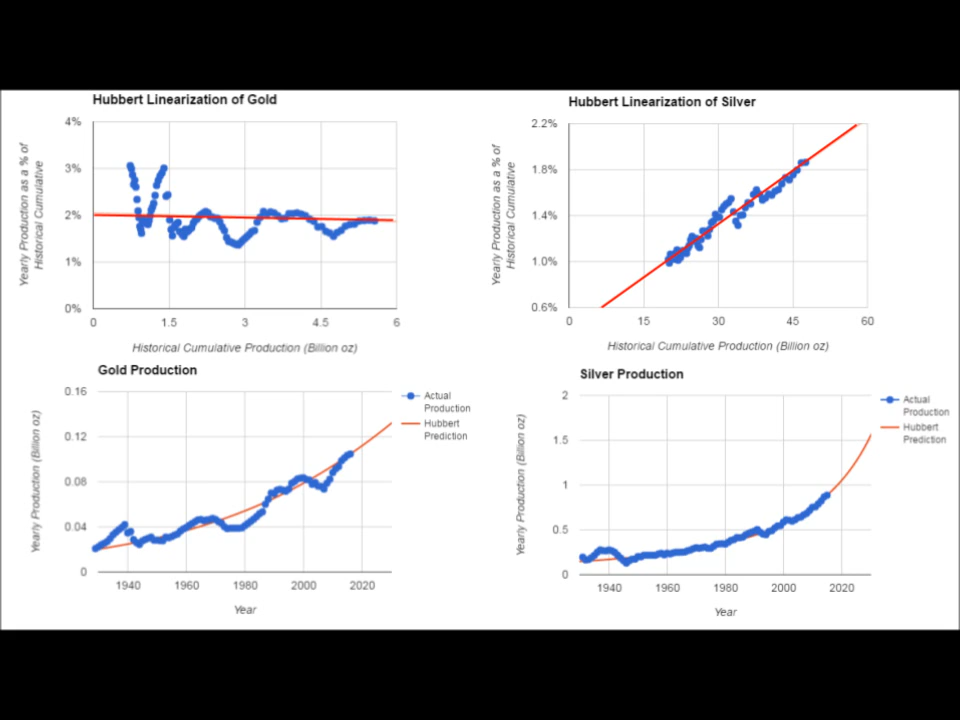 Hubbert Linearization of Gold
Yearly Production as a % of
Historical Cumulative
4%
3%
2%
1%
0%
0 1.5 3 4.5 6
Historical Cumulative Production (Billion oz)
Hubbert Linearization of Silver
Yearly Production as a % of
Historical Cumulative
2.2%
1.8%
1.4%
1.0%
0.6%
0 15 30 45 60
Historical Cumulative Production (Billion oz)
Gold Production
Yearly Production (Billion oz)
0.16
0.12
0.08
0.04
0
1940 1960 1980 2000 2020
Year
Actual
Production
Hubbert
Prediction
Silver Production
Yearly Production (Billion oz)
2
1.5
1
0.5
0
1940 1960 1980 2000 2020
Year
Actual
Production
Hubbert
Prediction